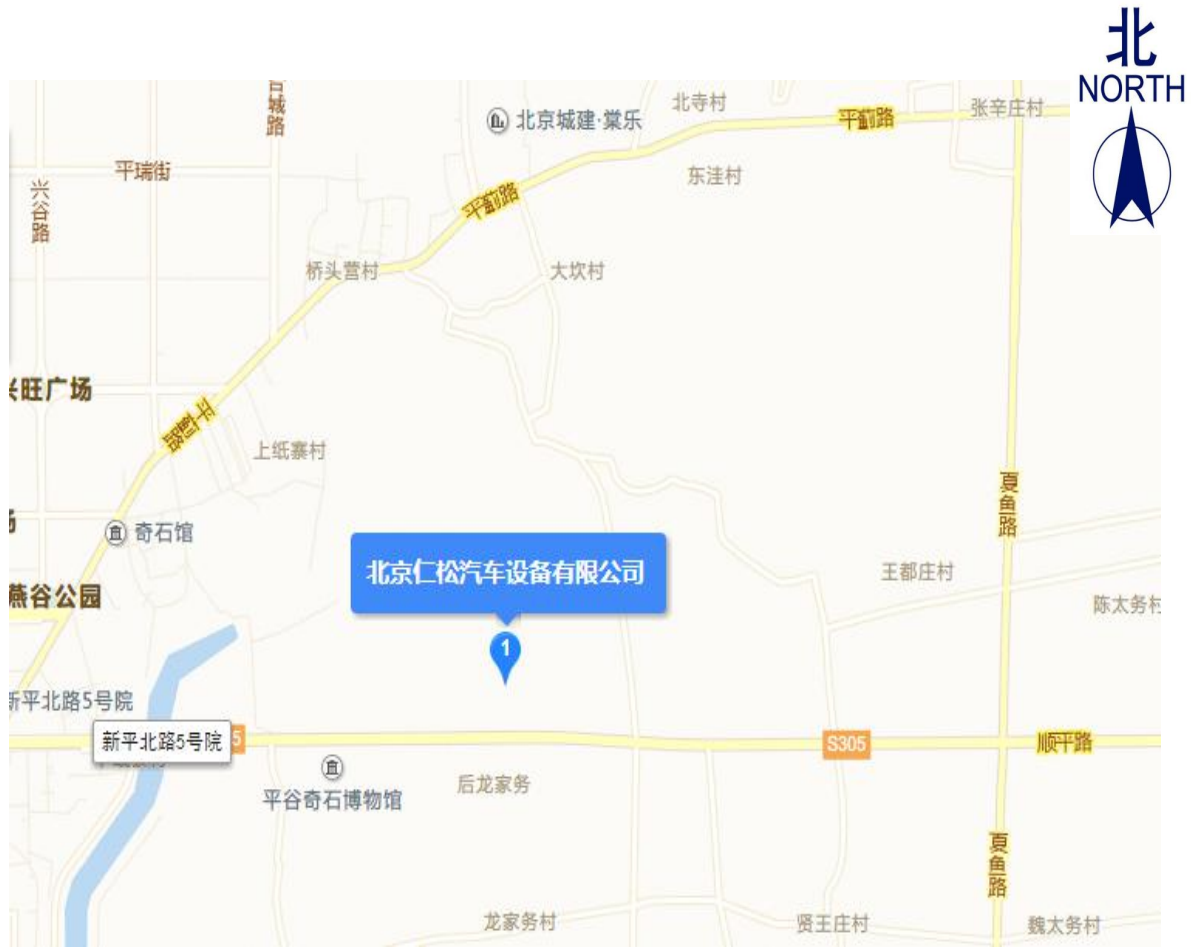 北
NORTH
北寺村
张辛庄村
北京城建·棠乐
平蓟路
平瑞街
东洼村
兴谷路
平蓟路
桥头营村
大坎村
旺广场
平蓟路
上纸寨村
夏鱼路
奇石馆
北京仁松汽车设备有限公司
王都庄村
燕谷公园
陈太务村
1
新平北路5号院
新平北路5号院
5
S305
顺平路
平谷奇石博物馆
后龙家务
夏鱼路
龙家务村
贤王庄村
魏太务村